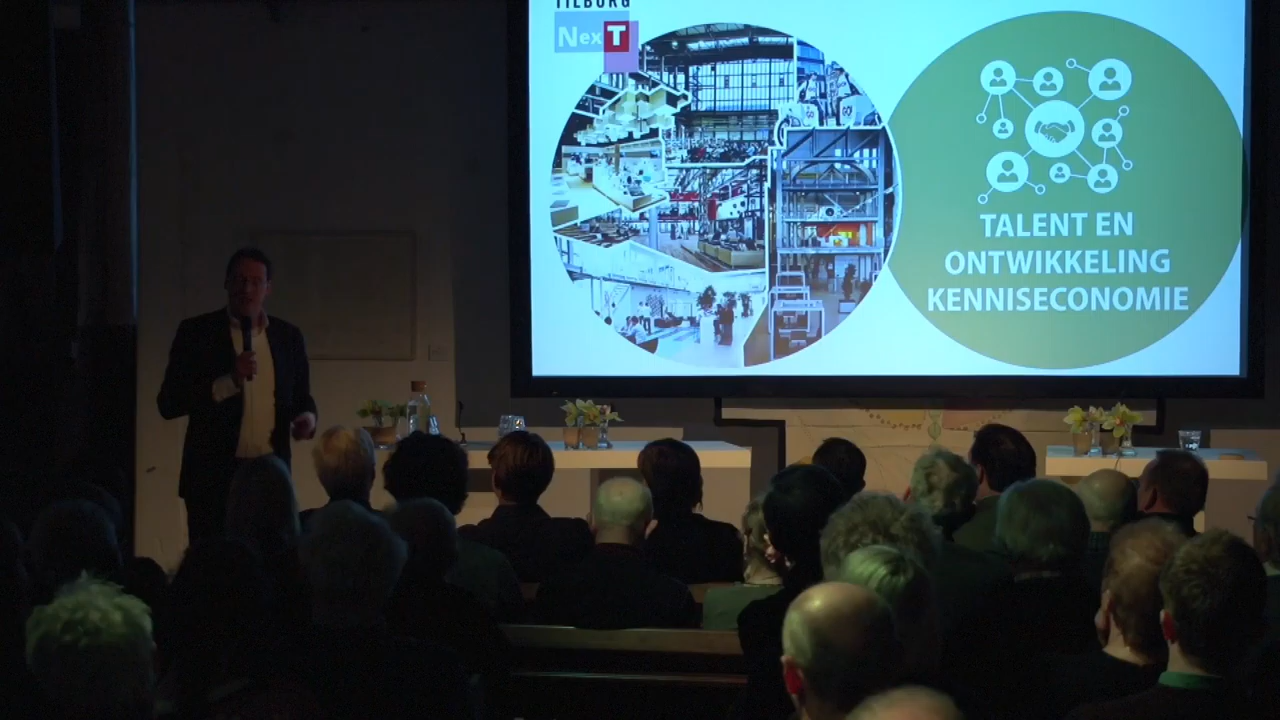 TILBURG
NexT
TALENT EN
ONTWIKKELING
KENNISECONOMIE